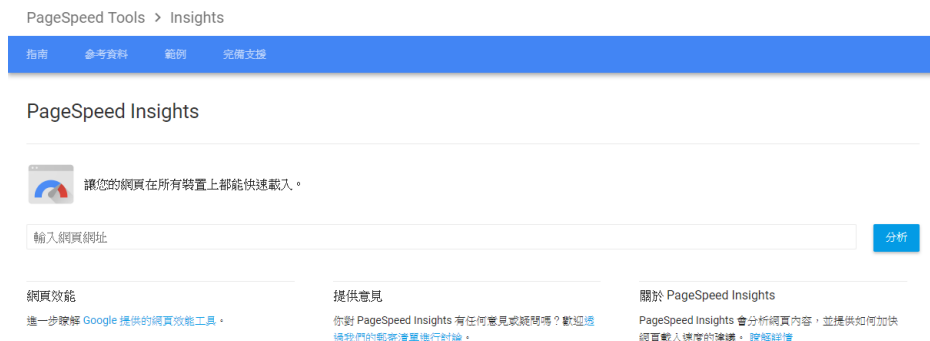 PageSpeed Tools > Insights
指南 參考資料 範例 完備支援
PageSpeed Insights
讓您的網頁在所有裝置上都能快速載入。
輸入網頁網址
分析
網頁效能
進一步瞭解 Google 提供的網頁效能工具。
提供意見
你對 PageSpeed Insights 有任何意見或疑問嗎？歡迎透
過我們的郵寄清單進行討論。
關於 PageSpeed Insights
PageSpeed Insights 會分析網頁內容，並提供如何加快
網頁載入速度的建議。 瞭解詳情